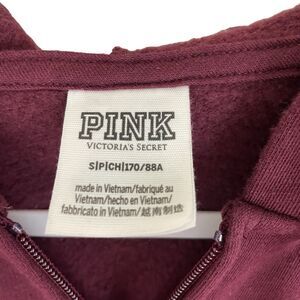 PINK
VICTORIA'S SECRET
S|P|CH|170/88A
made in Vietnam/fabriqué au
Vietnam/hecho en Vietnam/
fabbricato in Vietnam/越南制造